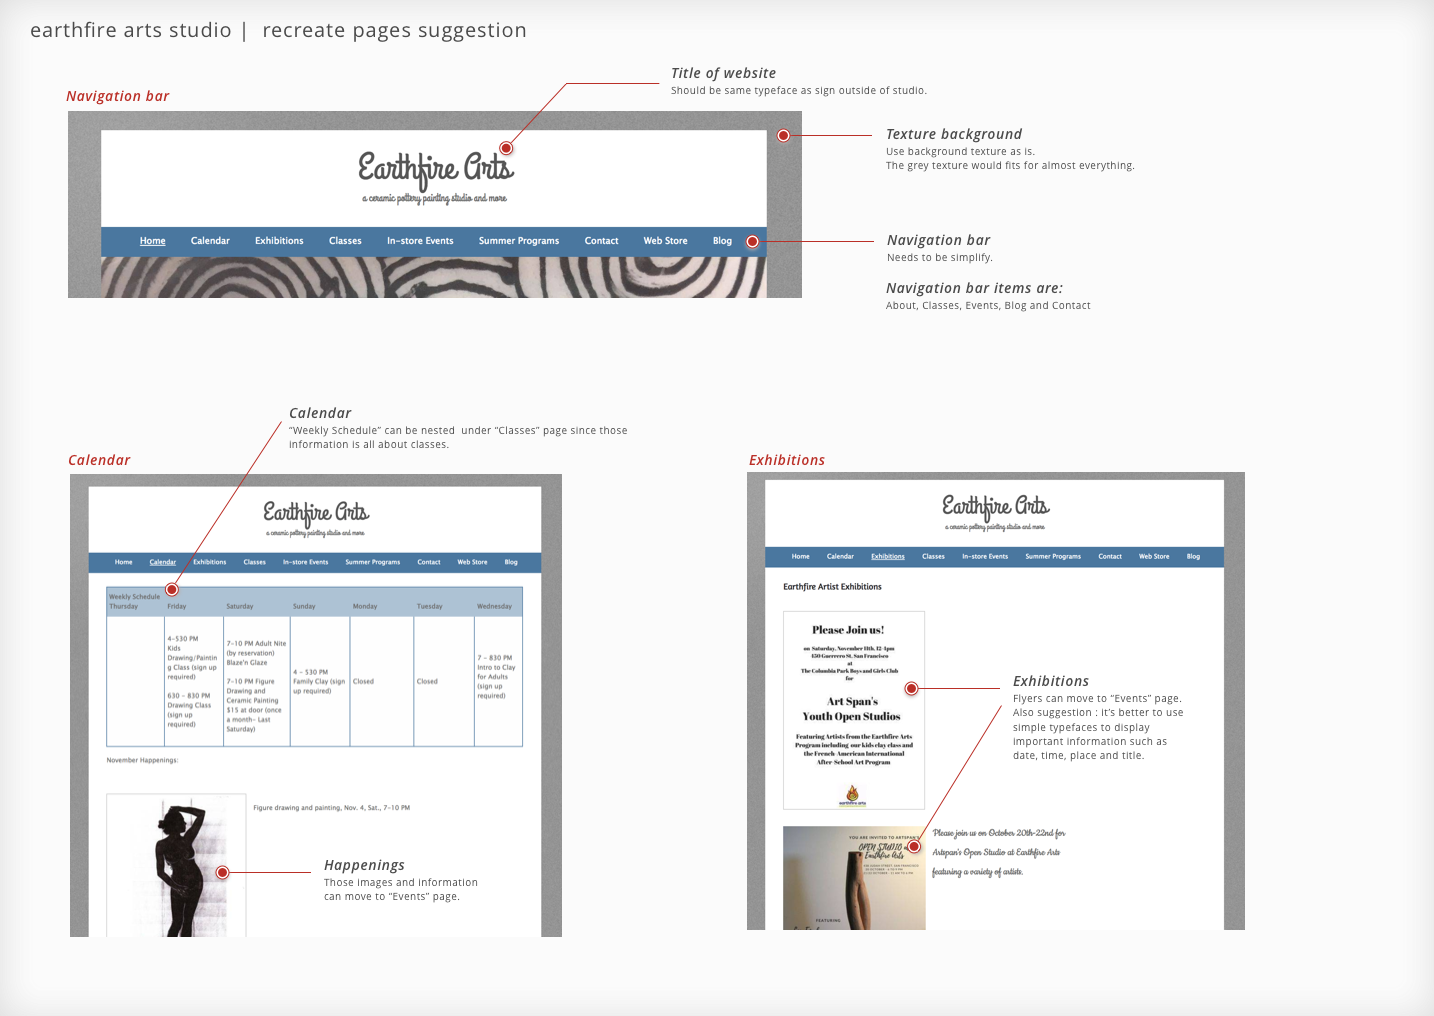 earthfire arts studio | recreate pages suggestion
Title of website
Should be same typeface as sign outside of studio.
Navigation bar
Texture background
Use background texture as is.
The grey texture would fits for almost everything.
Earthfire Arts
a ceramic pottery painting studio and more
Home Calendar Exhibitions Classes In-store Events Summer Programs Contact Web Store Blog
Navigation bar
Needs to be simplify.
Navigation bar items are:
About, Classes, Events, Blog and Contact
Calendar
“Weekly Schedule” can be nested under “Classes” page since those
information is all about classes.
Calendar
Earthfire Arts
a ceramic pottery painting studio and more
Home Calendar Exhibitions Classes In-store Events Summer Programs Contact Web Store Blog
Weekly Schedule
Thursday Friday Saturday Sunday Monday Tuesday Wednesday
4-530 PM
Kids
Drawing/Paintin
g Class (sign up
required)
630 - 830 PM
Drawing Class
(sign up
required)
7-10 PM Adult Nite
(by reservation)
Blaze'n Glaze
7-10 PM Figure
Drawing and
Ceramic Painting
$15 at door (once
a month- Last
Saturday)
4 - 530 PM
Family Clay (sign
up required)
Closed
Closed
7 - 830 PM
Intro to Clay
for Adults
(sign up
required)
November Happenings:
Figure drawing and painting, Nov. 4, Sat., 7-10 PM
Happenings
Those images and information
can move to “Events” page.
Exhibitions
Earthfire Arts
a ceramic pottery painting studio and more
Home Calendar Exhibitions Classes In-store Events Summer Programs Contact Web Store Blog
Earthfire Artist Exhibitions
Please Join us!
on Saturday, November 11th, 12-4pm
450 Guerrero St. San Francisco
at
The Columbia Park Boys and Girls Club
for
Art Span's
Youth Open Studios
Featuring Artists from the Earthfire Arts
Program including our kids clay class and
the French American International
After-School Art Program
earthfire arts
Exhibitions
Flyers can move to “Events” page.
Also suggestion : it’s better to use
simple typefaces to display
important information such as
date, time, place and title.
YOU ARE INVITED TO ARTSPAN'S
OPEN STUDIO
Earthfire Arts
FEATURING
Please join us on October 20th-22nd for
Artspan's Open Studio at Earthfire Arts
featuring a variety of artists.